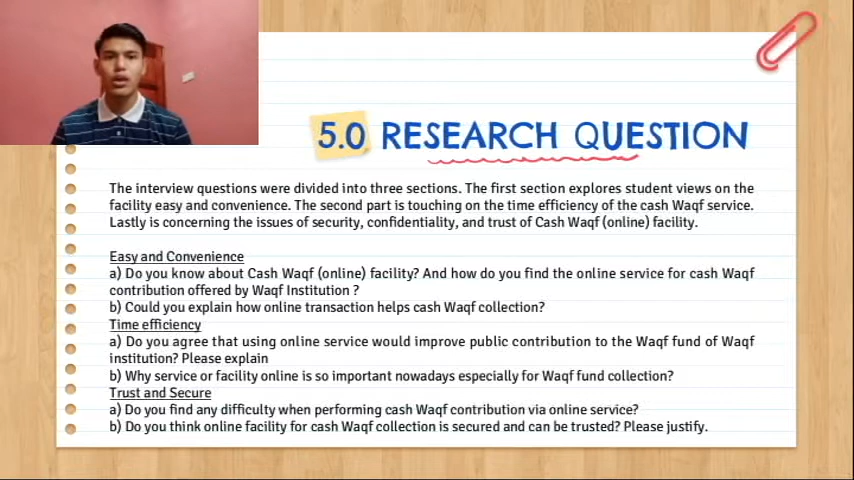 5.0 RESEARCH QUESTION
The interview questions were divided into three sections. The first section explores student views on the
facility easy and convenience. The second part is touching on the time efficiency of the cash Waqf service.
Lastly is concerning the issues of security, confidentiality, and trust of Cash Waqf (online) facility.
Easy and Convenience
a) Do you know about Cash Waqf (online) facility? And how do you find the online service for cash Waqf
contribution offered by Waqf Institution ?
b) Could you explain how online transaction helps cash Waqf collection?
Time efficiency
a) Do you agree that using online service would improve public contribution to the Waqf fund of Waqf
institution? Please explain
b) Why service or facility online is so important nowadays especially for Waqf fund collection?
Trust and Secure
a) Do you find any difficulty when performing cash Waqf contribution via online service?
b) Do you think online facility for cash Waqf collection is secured and can be trusted? Please justify.